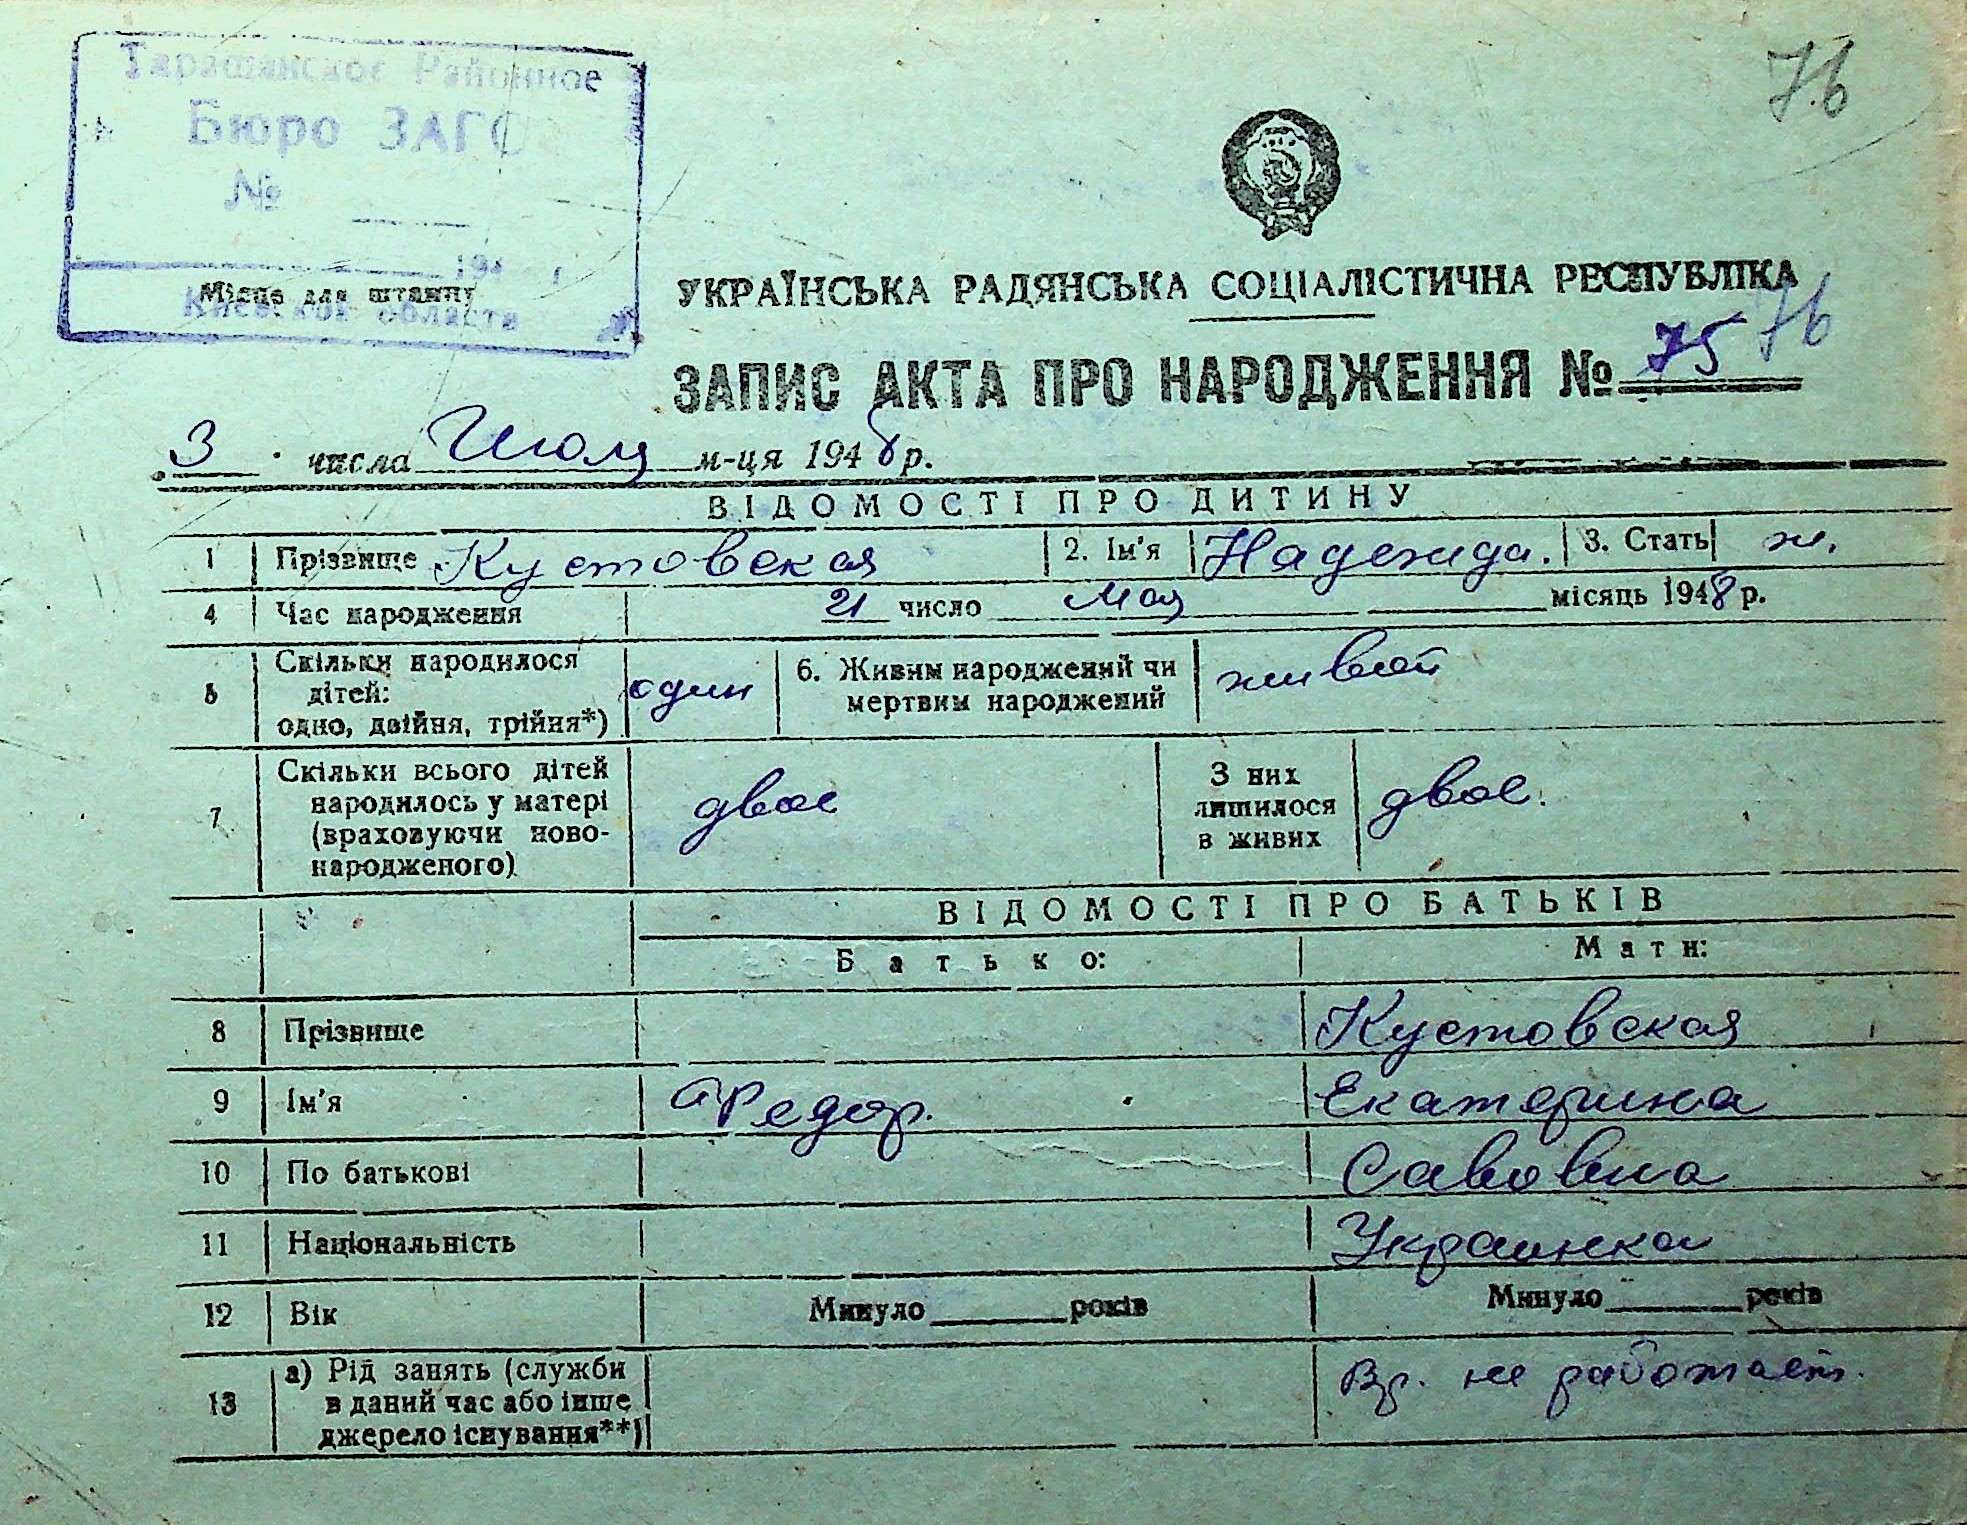 Таращанское Районное
Бюро ЗАГС
№
194 г.
Місце для штампу
Киевской области
76
УКРАЇНСЬКА РАДЯНСЬКА СОЦІАЛІСТИЧНА РЕСПУБЛІКА
ЗАПИС АКТА ПРО НАРОДЖЕННЯ № 75 76
3 числа Июля м-ця 1948 р.
ВІДОМОСТІ ПРО ДИТИНУ
1 Прізвище Кустовская 2. Ім'я Надежда. 3. Стать ж.
4 Час народження 21 число Мая місяць 1948 р.
5 Скільки народилося дітей: одно, двійня, трійня*) один 6. Живим народжений чи мертвим народжений живой
7 Скільки всього дітей народилось у матері (враховуючи ново-народженого) двое З них лишилося в живих двое.
ВІДОМОСТІ ПРО БАТЬКІВ
Батько: Мати:
8 Прізвище Кустовская
9 Ім'я Федор. Екатерина
10 По батькові Савовна
11 Національність Украинка
12 Вік Минуло років Минуло років
13 а) Рід занять (служби в даний час або інше джерело існування**) Вр. не работает.